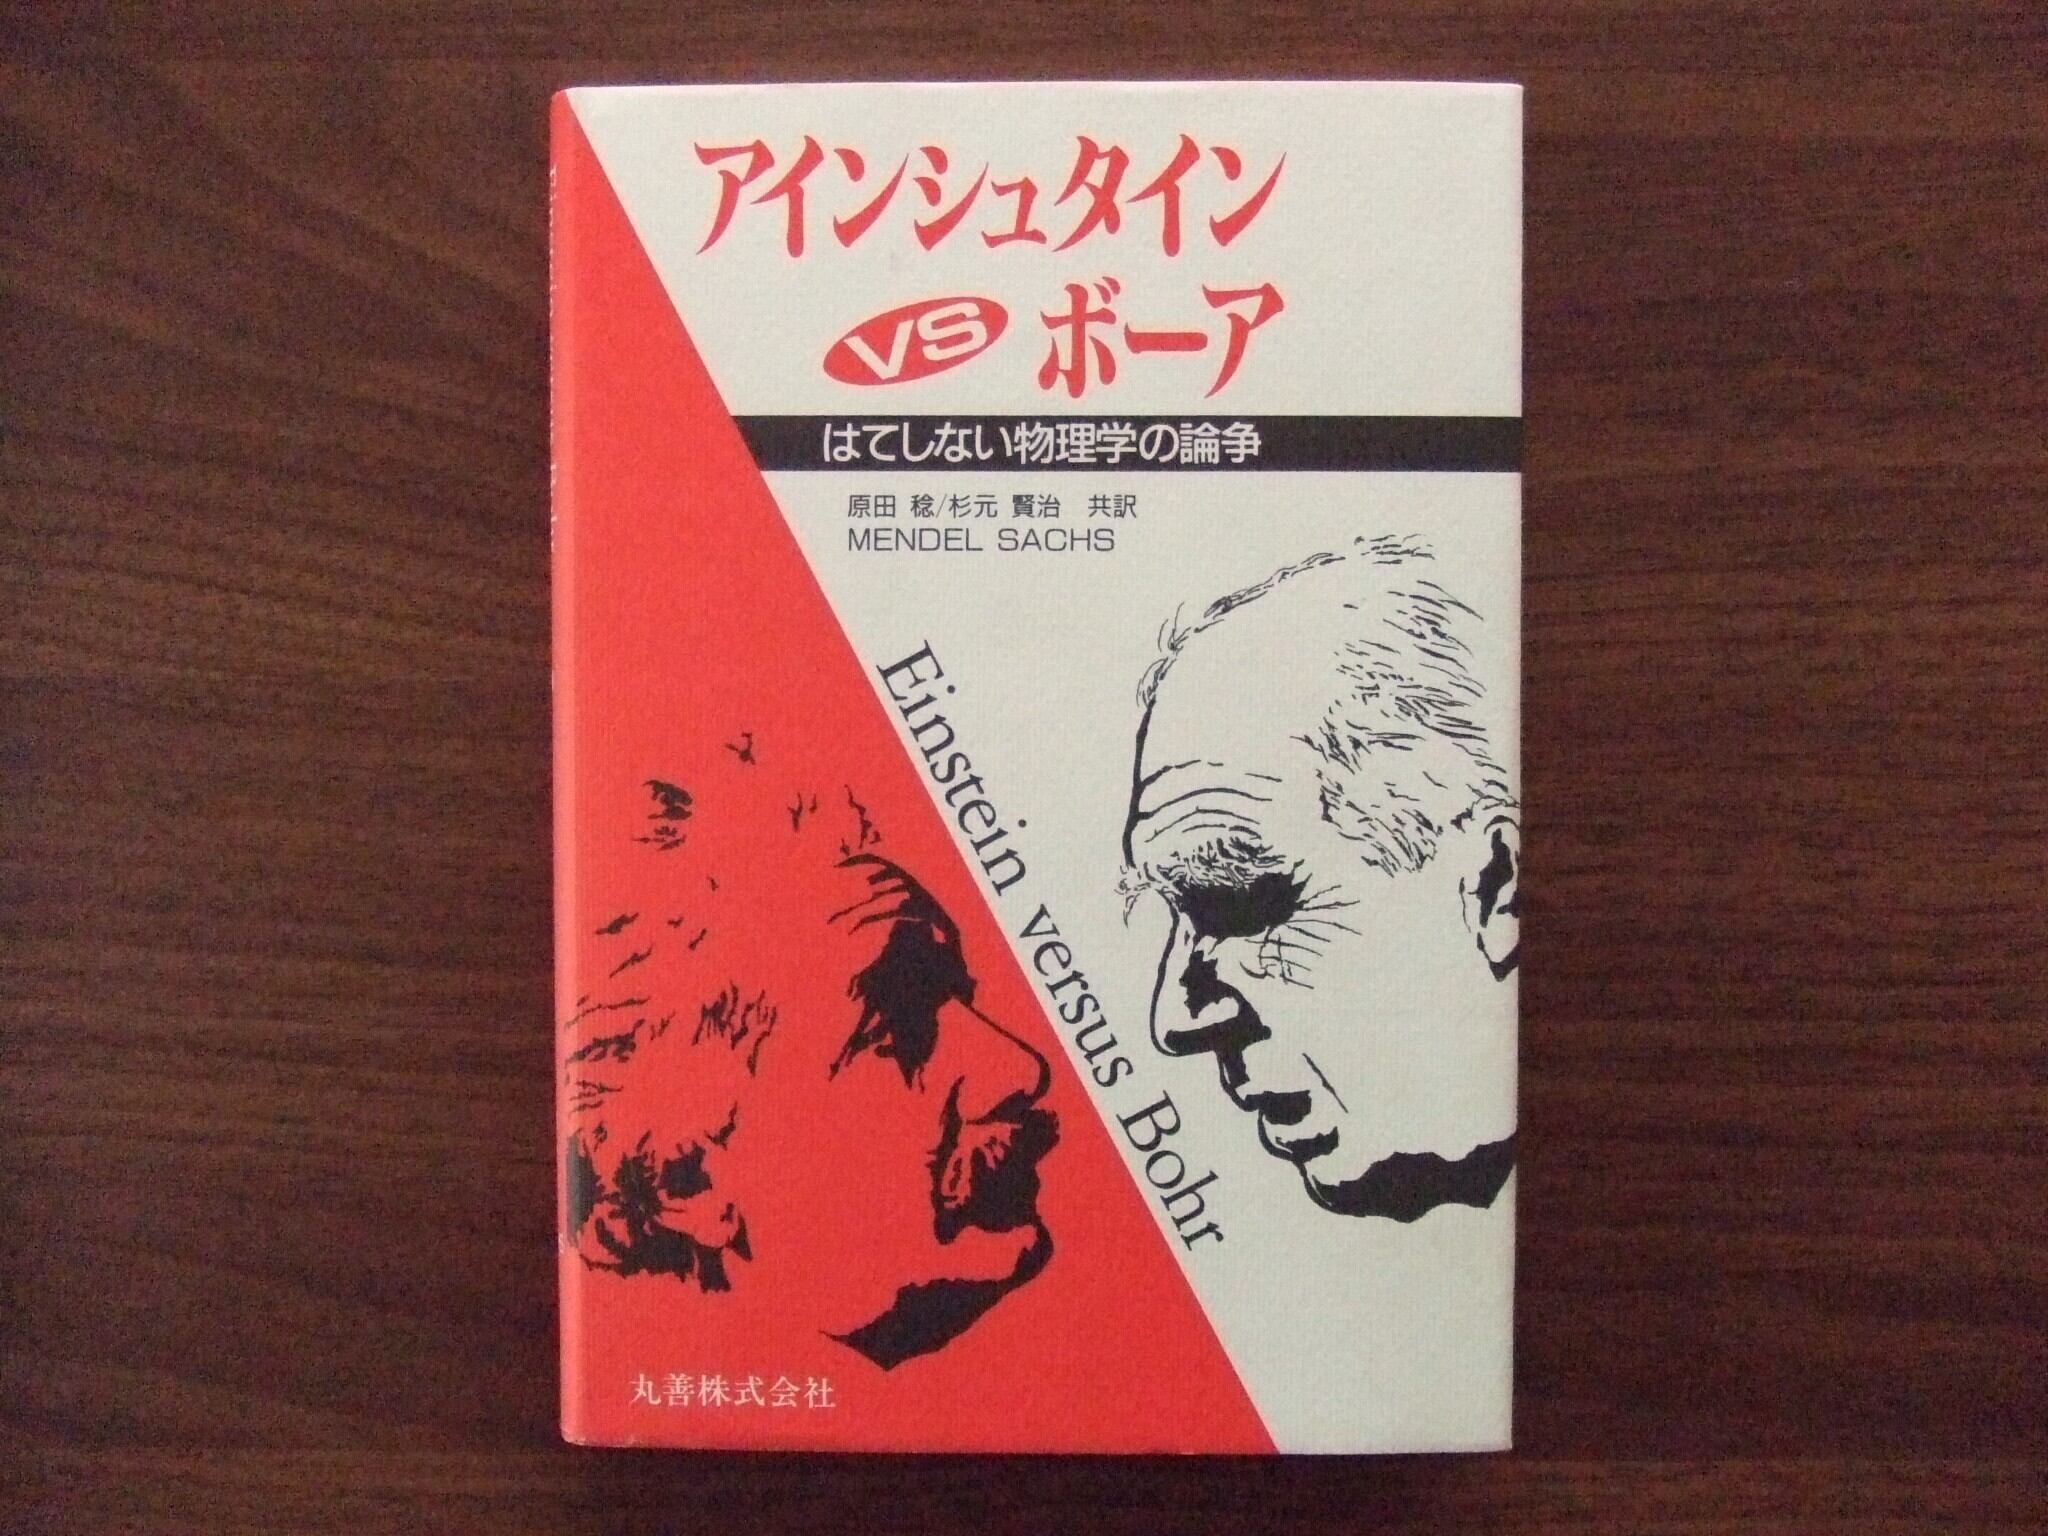 アインシュタイン
VS ボーア
はてしない物理学の論争
原田 稔/杉元 賢治 共訳
MENDEL SACHS
Einstein versus Bohr
丸善株式会社